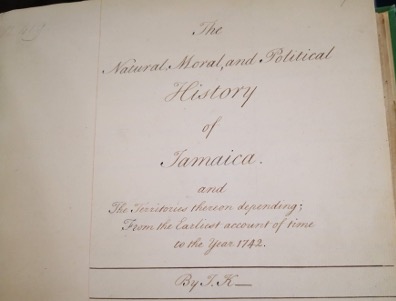 The
Natural, Moral, and Political
History
of
Jamaica.
and
The Territories thereon depending;
From the Earliest account of time
to the Year 1742.
By J. K—